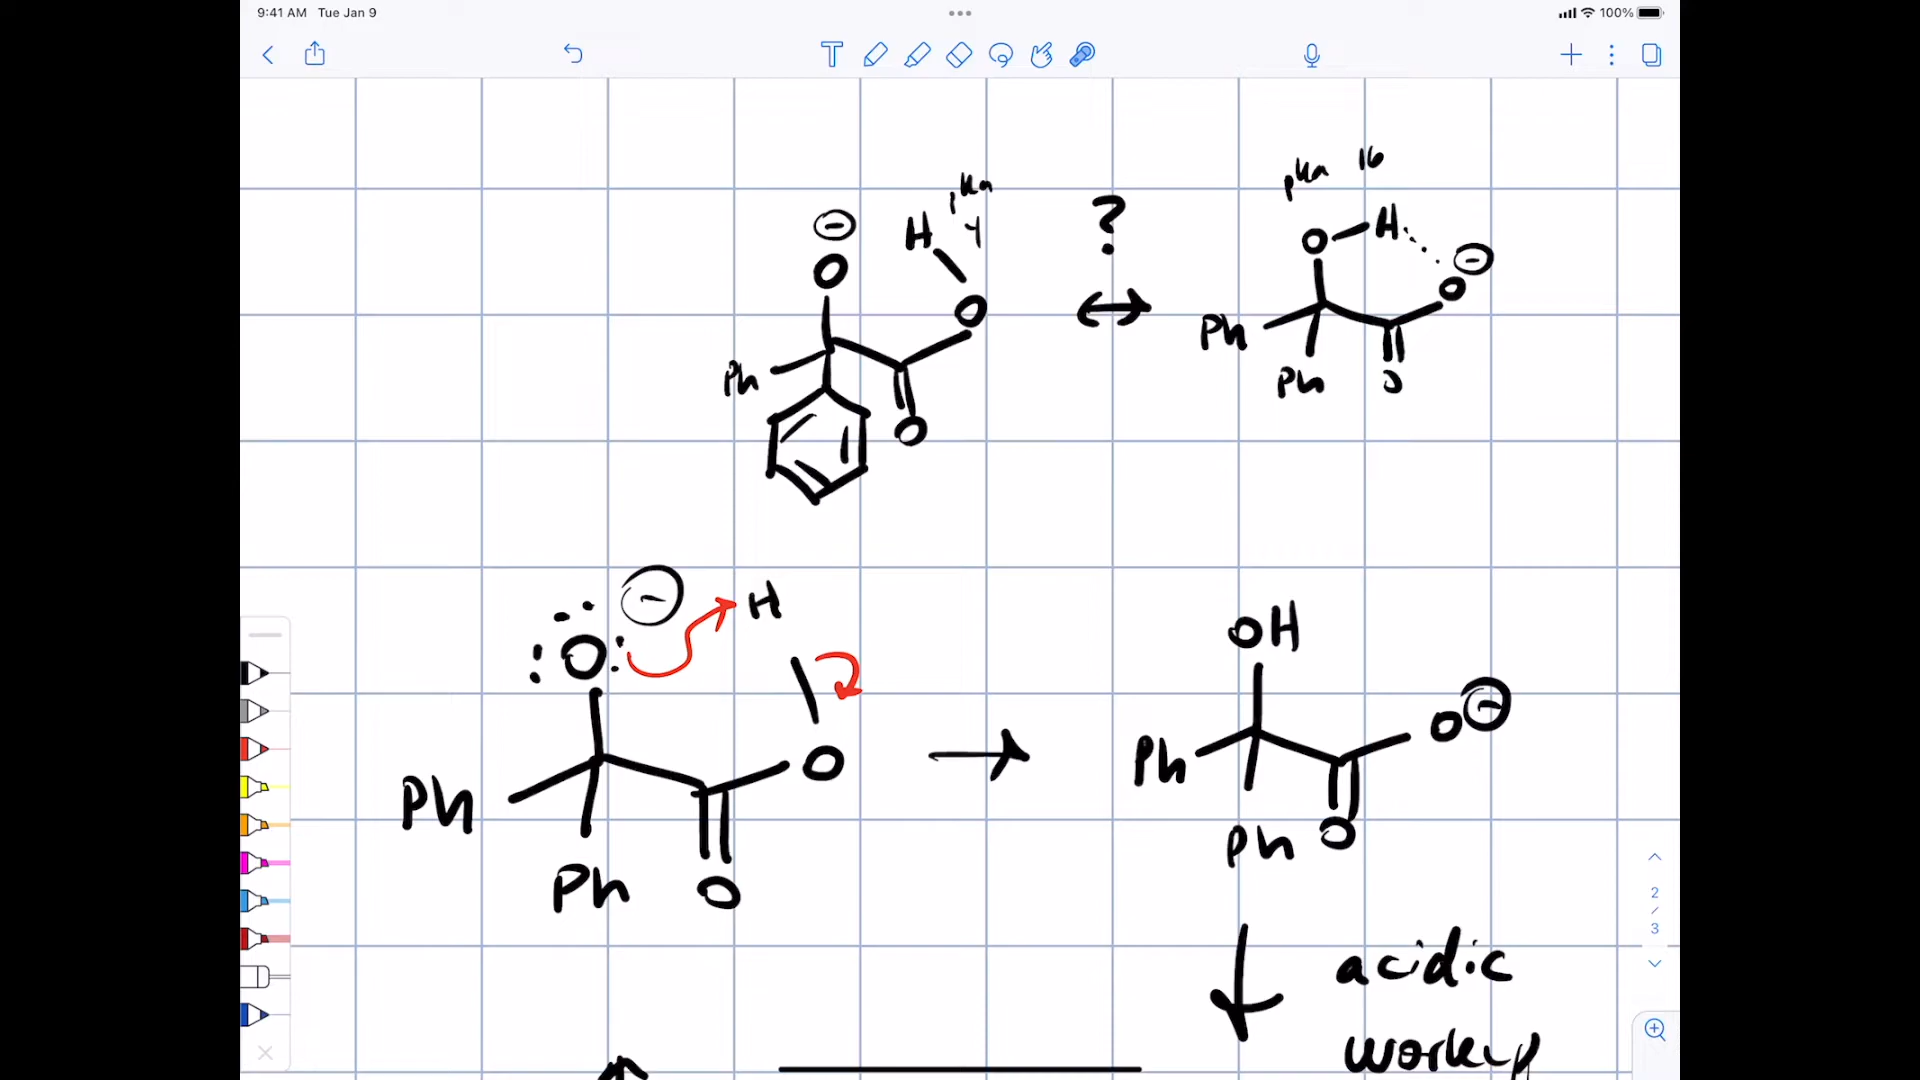 9:41 AM Tue Jan 9
100%
T
pKa 16
pKa
4
H
?
O H
⊖
⊖
O
O
O
Ph
Ph
Ph
O
O
⊖
H
:O:
OH
O⊖
O
Ph
Ph
Ph
O
Ph
O
2
3
acidic
workup